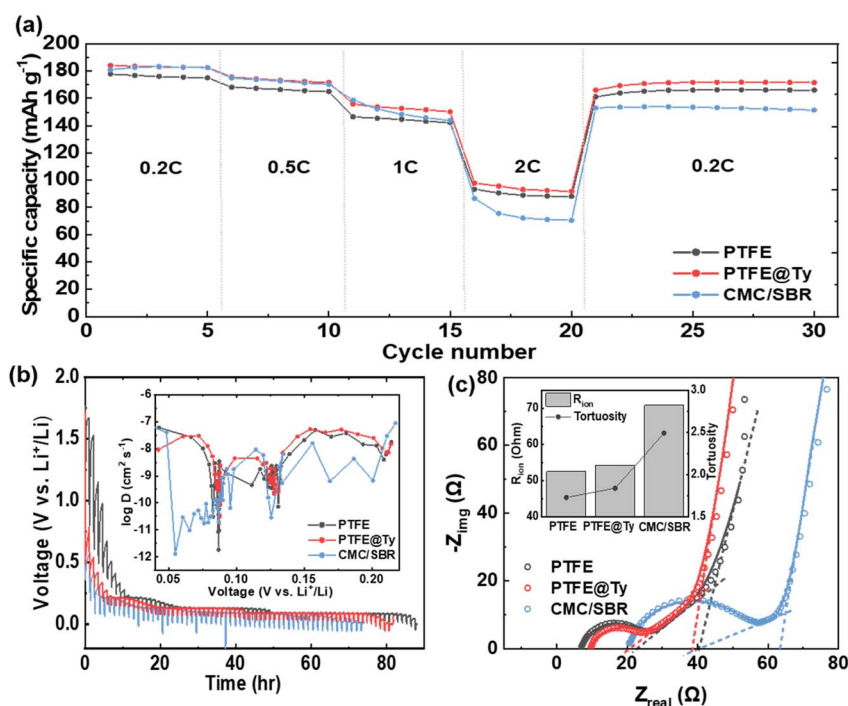 (a)
200
180
160
140
120
100
80
60
40
20
0
Specific capacity (mAh g⁻¹)
0.2C
0.5C
1C
2C
0.2C
PTFE
PTFE@Ty
CMC/SBR
0 5 10 15 20 25 30
Cycle number
(b)
2.0
1.5
1.0
0.5
0.0
Voltage (V vs. Li⁺/Li)
-6
-7
-8
-9
-10
-11
-12
log D (cm² s⁻¹)
PTFE
PTFE@Ty
CMC/SBR
0.05 0.10 0.15 0.20
Voltage (V vs. Li⁺/Li)
0 20 40 60 80
Time (hr)
(c)
80
60
40
20
0
-Zimg (Ω)
Rion
Tortuosity
70
60
50
40
Rion (Ohm)
3.0
2.5
2.0
1.5
Tortuosity
PTFE PTFE@Ty CMC/SBR
PTFE
PTFE@Ty
CMC/SBR
-20 0 20 40 60 80
Zreal (Ω)